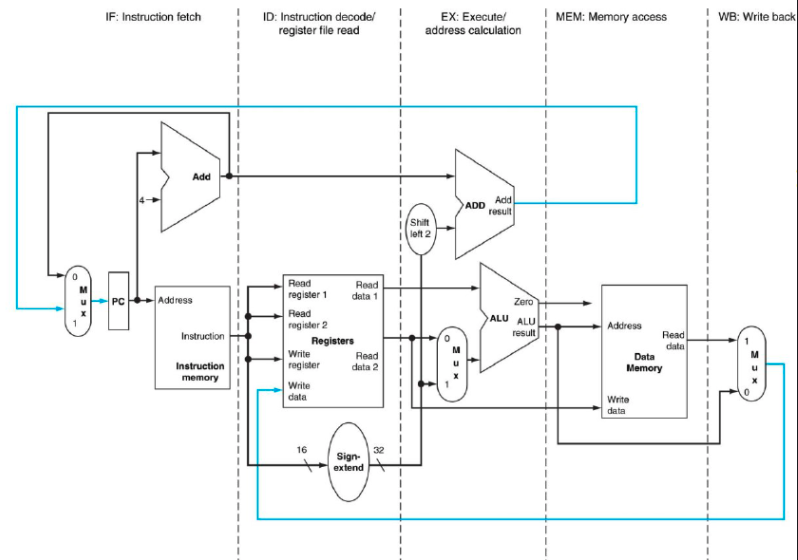 IF: Instruction fetch
ID: Instruction decode/
register file read
EX: Execute/
address calculation
MEM: Memory access
WB: Write back
Add
4
ADD
Add
result
Shift
left 2
0
M
u
x
1
PC
Address
Instruction
Instruction
memory
Read
register 1
Read
data 1
Read
register 2
Registers
Write
register
Read
data 2
Write
data
0
M
u
x
1
Zero
ALU
ALU
result
Address
Read
data
Data
Memory
Write
data
1
M
u
x
0
16
Sign-
extend
32